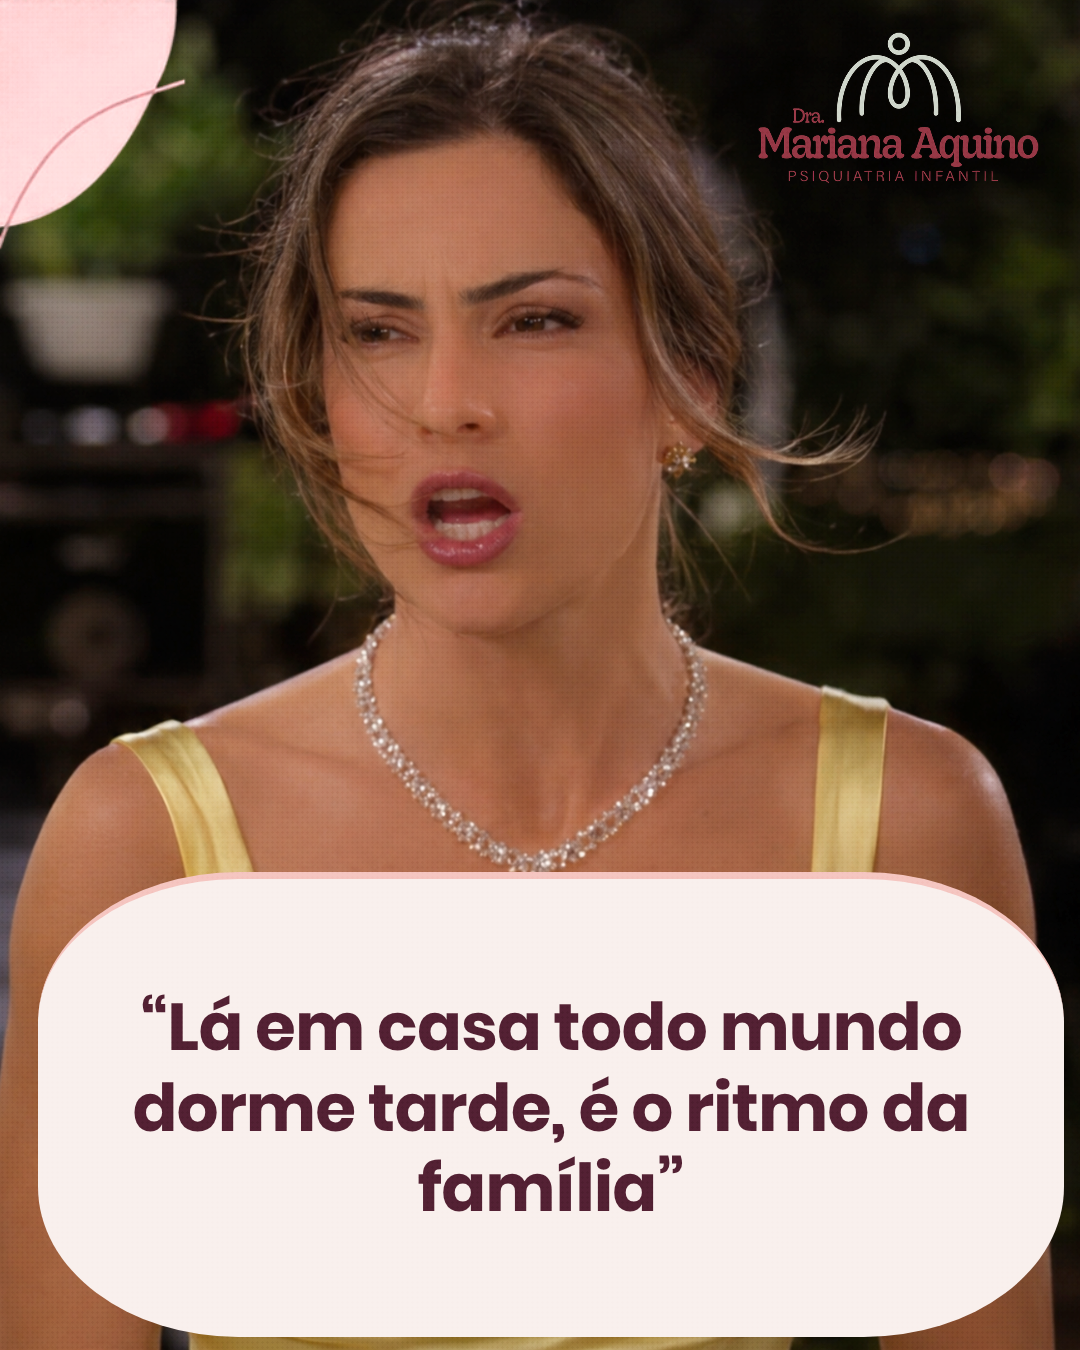 Dra.
Mariana Aquino
PSIQUIATRIA INFANTIL
“Lá em casa todo mundo
dorme tarde, é o ritmo da
família”